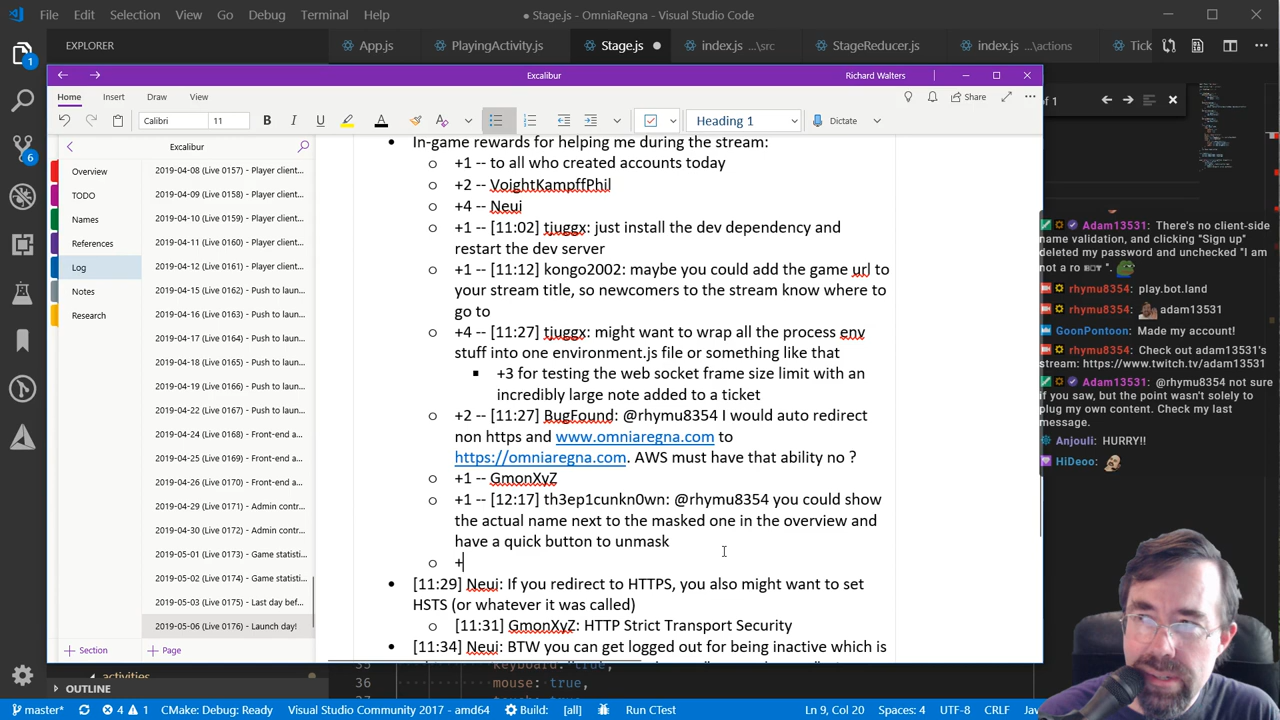 File Edit Selection View Go Debug Terminal Help
● Stage.js - OmniaRegna - Visual Studio Code
EXPLORER
App.js PlayingActivity.js Stage.js ● index.js ...\src StageReducer.js index.js ...\actions Tick
Excalibur
Richard Walters
Home Insert Draw View
Share
of 1
Calibri 11 B I U A Heading 1 Dictate
Excalibur
Overview
TODO
Names
References
Log
Notes
Research
2019-04-08 (Live 0157) - Player client...
2019-04-09 (Live 0158) - Player client...
2019-04-10 (Live 0159) - Player client...
2019-04-11 (Live 0160) - Player client...
2019-04-12 (Live 0161) - Player client...
2019-04-15 (Live 0162) - Push to laun...
2019-04-16 (Live 0163) - Push to laun...
2019-04-17 (Live 0164) - Push to laun...
2019-04-18 (Live 0165) - Push to laun...
2019-04-19 (Live 0166) - Push to laun...
2019-04-22 (Live 0167) - Push to laun...
2019-04-24 (Live 0168) - Front-end a...
2019-04-25 (Live 0169) - Front-end a...
2019-04-26 (Live 0170) - Front-end a...
2019-04-29 (Live 0171) - Admin contr...
2019-04-30 (Live 0172) - Admin contr...
2019-05-01 (Live 0173) - Game statisti...
2019-05-02 (Live 0174) - Game statisti...
2019-05-03 (Live 0175) - Last day bef...
2019-05-06 (Live 0176) - Launch day!
+ Section
+ Page
• In-game rewards for helping me during the stream:
○ +1 -- to all who created accounts today
○ +2 -- VoightKampffPhil
○ +4 -- Neui
○ +1 -- [11:02] tjuggx: just install the dev dependency and
restart the dev server
○ +1 -- [11:12] kongo2002: maybe you could add the game url to
your stream title, so newcomers to the stream know where to
go to
○ +4 -- [11:27] tjuggx: might want to wrap all the process env
stuff into one environment.js file or something like that
▪ +3 for testing the web socket frame size limit with an
incredibly large note added to a ticket
○ +2 -- [11:27] BugFound: @rhymu8354 I would auto redirect
non https and www.omniaregna.com to
https://omniaregna.com. AWS must have that ability no ?
○ +1 -- GmonXyZ
○ +1 -- [12:17] th3ep1cunkn0wn: @rhymu8354 you could show
the actual name next to the masked one in the overview and
have a quick button to unmask
○ +
• [11:29] Neui: If you redirect to HTTPS, you also might want to set
HSTS (or whatever it was called)
○ [11:31] GmonXyZ: HTTP Strict Transport Security
• [11:34] Neui: BTW you can get logged out for being inactive which is
Adam13531: There's no client-side
name validation, and clicking "Sign up"
deleted my password and unchecked "I am
not a ro BOT ".
rhymu8354: play.bot.land
rhymu8354: adam13531
GoonPontoon: Made my account!
rhymu8354: Check out adam13531's
stream: https://www.twitch.tv/adam13531
Adam13531: @rhymu8354 not sure
if you saw, but the point wasn't solely to
plug my own content. Check my last
message.
Anjouli: HURRY!!
HiDeoo:
activities
OUTLINE
36 mouse: true,
master* 4 1 CMake: Debug: Ready Visual Studio Community 2017 - amd64 Build: [all] Run CTest Ln 9, Col 20 Spaces: 4 UTF-8 CRLF